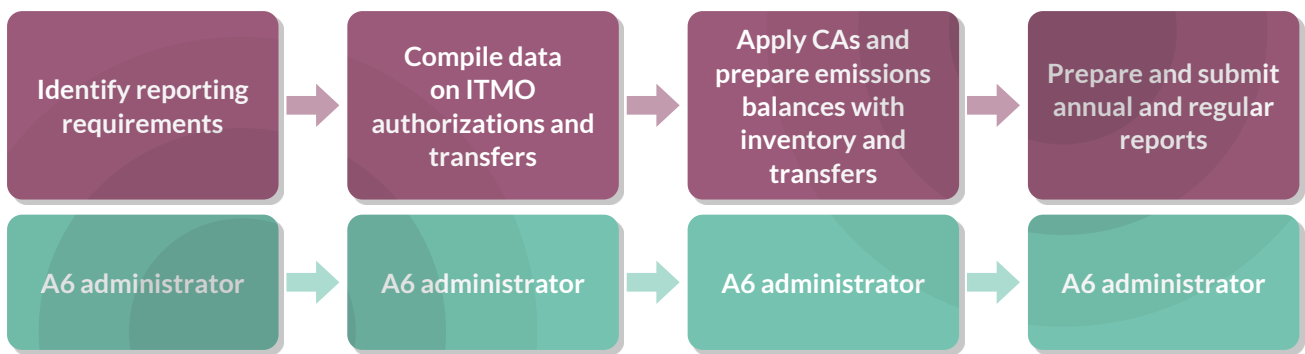 Identify reporting
requirements
Compile data
on ITMO
authorizations and
transfers
Apply CAs and
prepare emissions
balances with
inventory and
transfers
Prepare and submit
annual and regular
reports
A6 administrator
A6 administrator
A6 administrator
A6 administrator